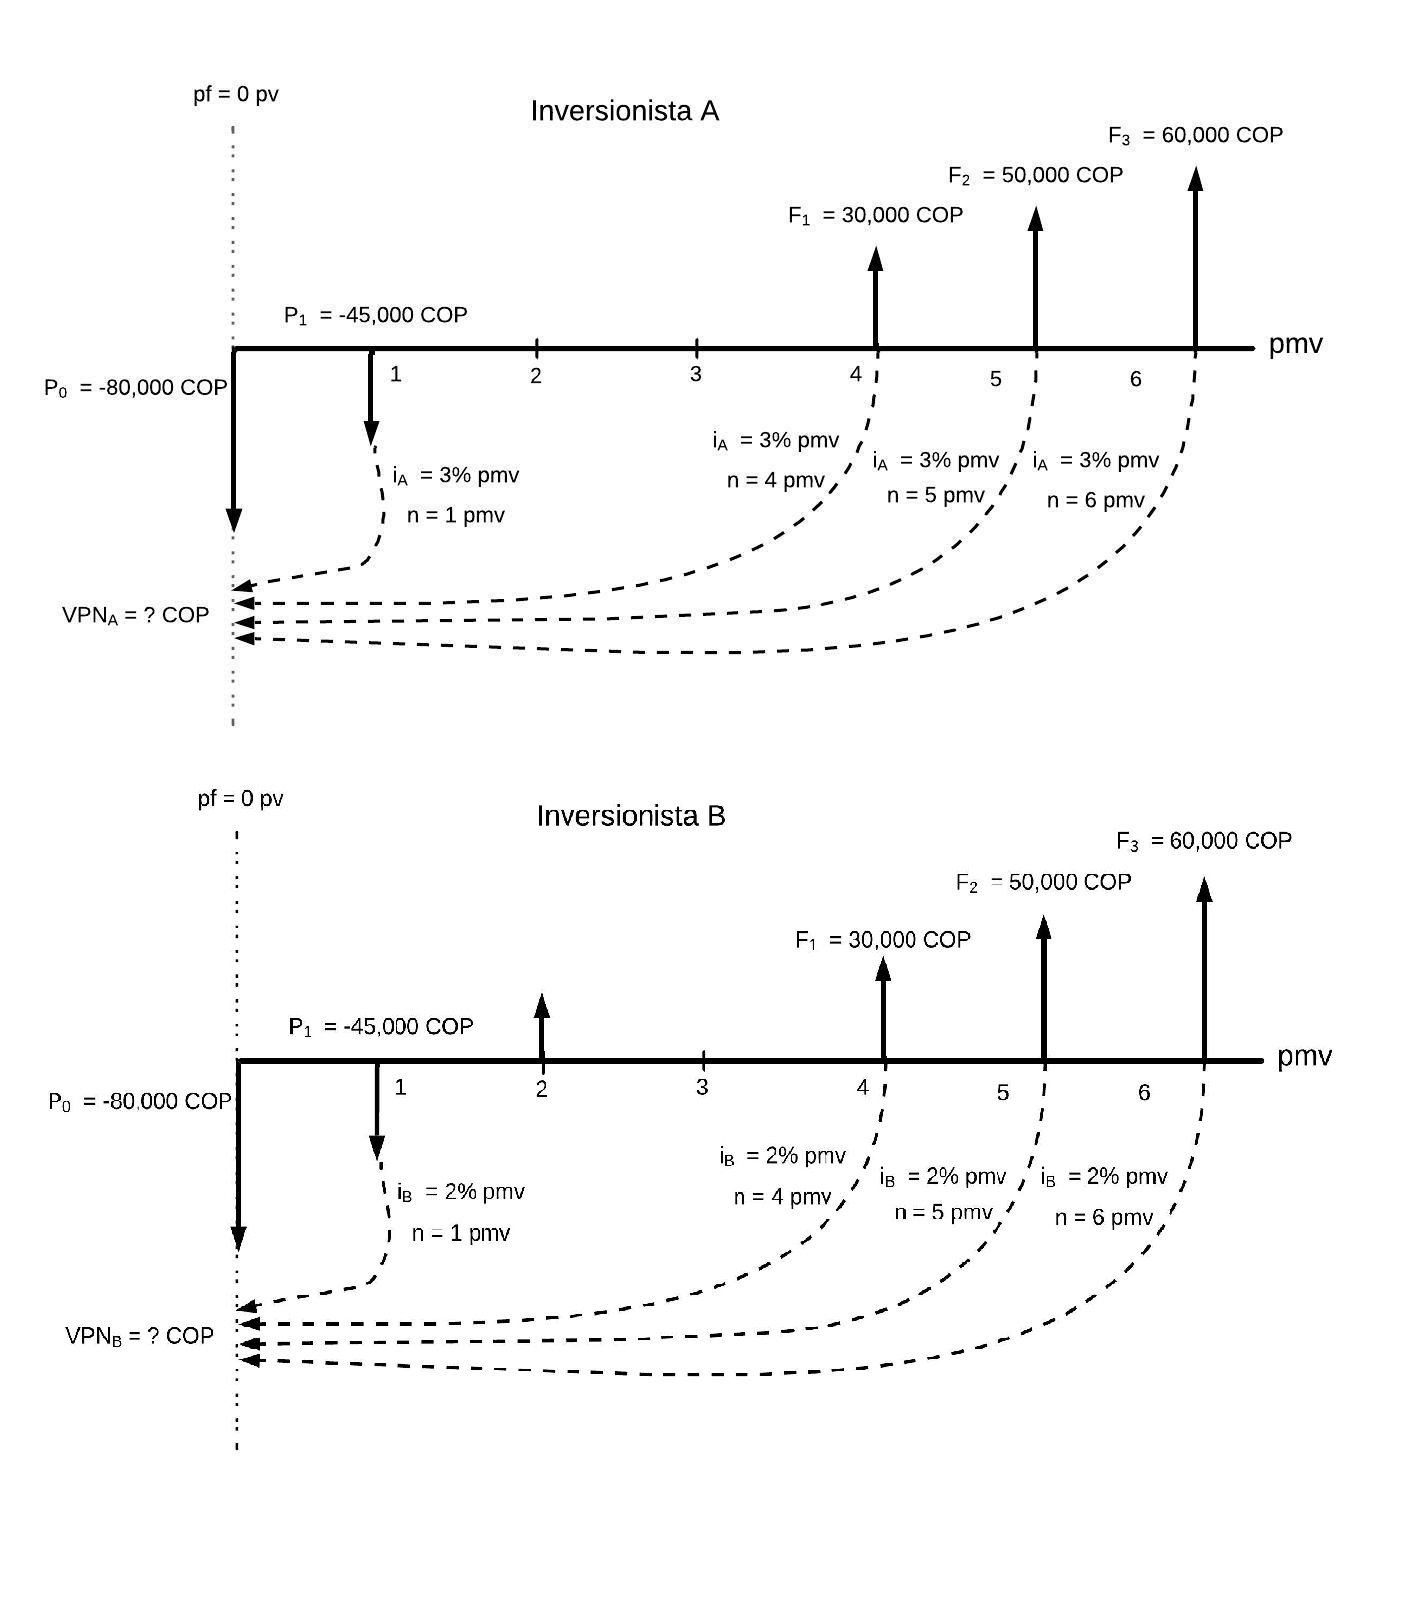 pf = 0 pv
Inversionista A
F3 = 60,000 COP
F2 = 50,000 COP
F1 = 30,000 COP
P1 = -45,000 COP
pmv
P0 = -80,000 COP
1 2 3 4 5 6
iA = 3% pmv
n = 1 pmv
iA = 3% pmv
n = 4 pmv
iA = 3% pmv
n = 5 pmv
iA = 3% pmv
n = 6 pmv
VPNA = ? COP
pf = 0 pv
Inversionista B
F3 = 60,000 COP
F2 = 50,000 COP
F1 = 30,000 COP
P1 = -45,000 COP
pmv
P0 = -80,000 COP
1 2 3 4 5 6
iB = 2% pmv
n = 1 pmv
iB = 2% pmv
n = 4 pmv
iB = 2% pmv
n = 5 pmv
iB = 2% pmv
n = 6 pmv
VPNB = ? COP